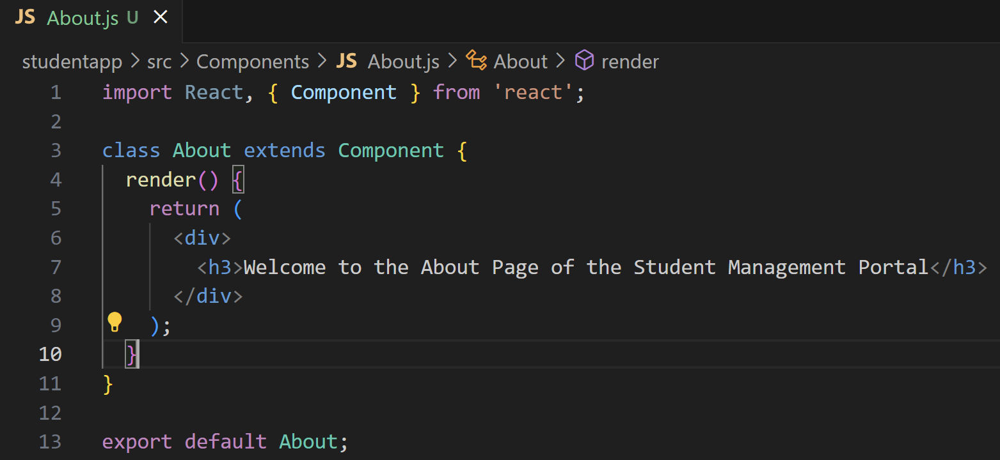 JS About.js U ×
studentapp > src > Components > JS About.js > About > render
1 import React, { Component } from 'react';
2
3 class About extends Component {
4   render() {
5     return (
6       <div>
7         <h3>Welcome to the About Page of the Student Management Portal</h3>
8       </div>
9     );
10   }
11 }
12
13 export default About;